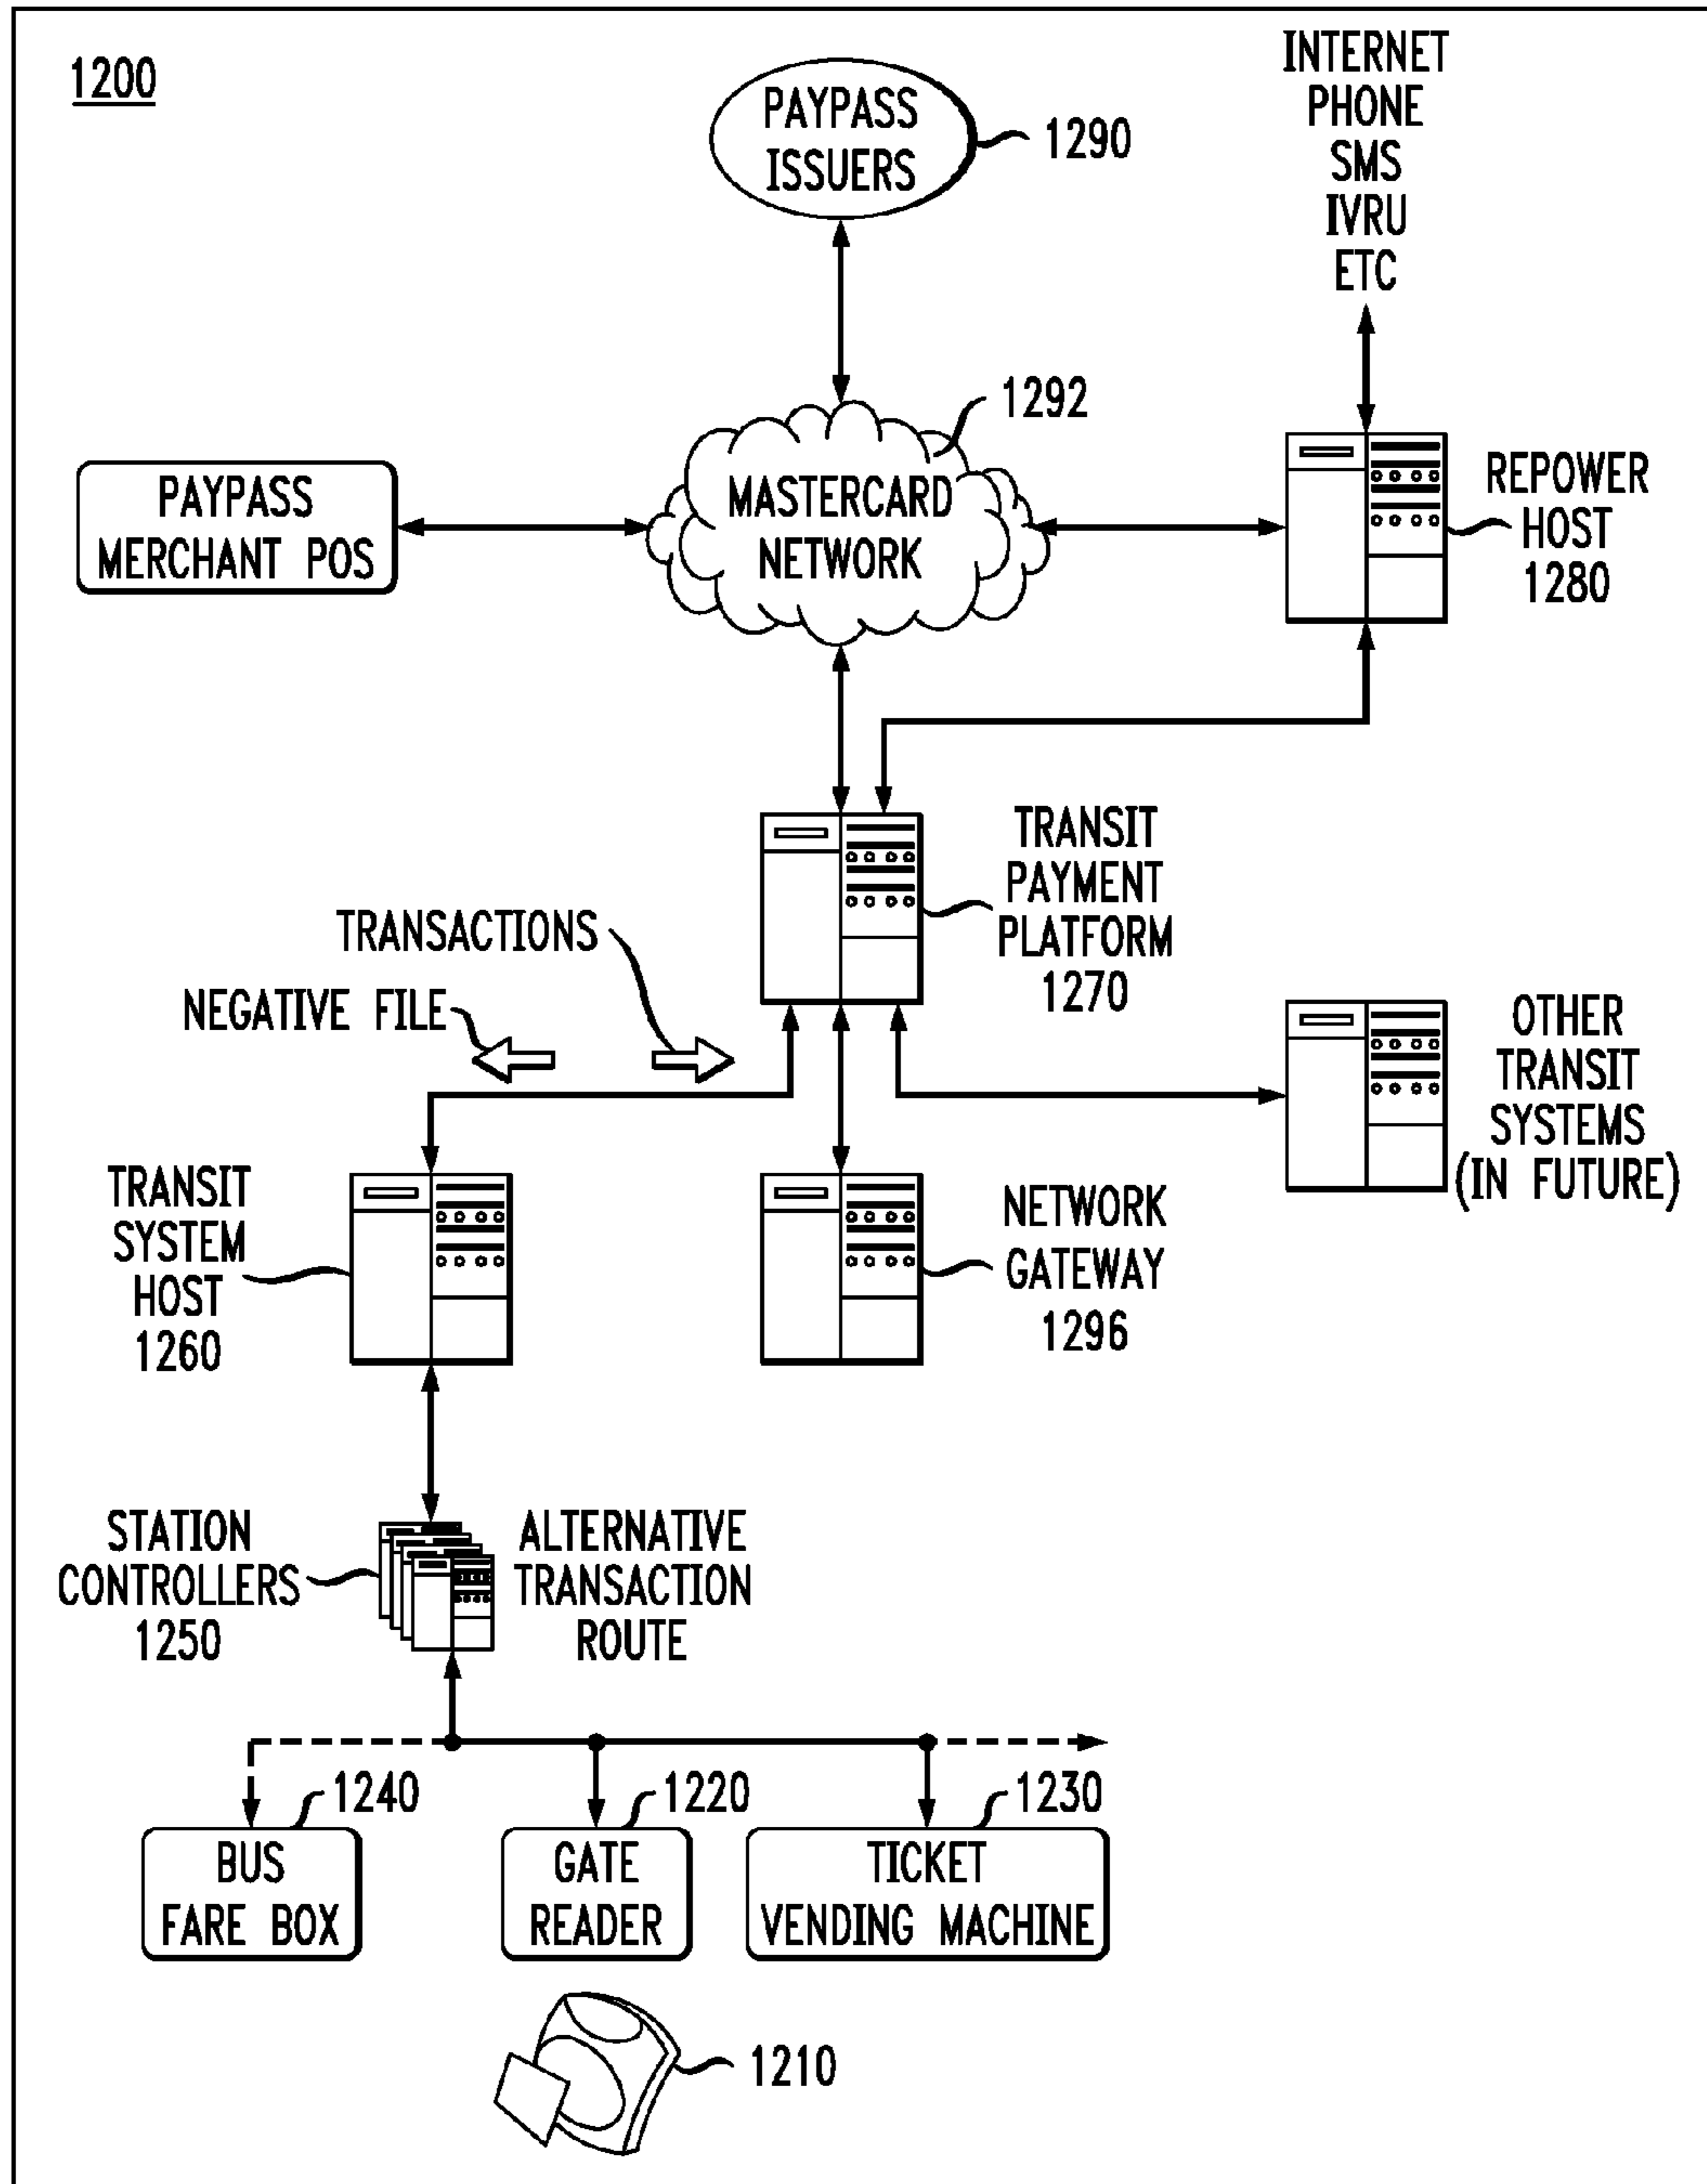 1200
PAYPASS
ISSUERS
1290
INTERNET
PHONE
SMS
IVRU
ETC
1292
PAYPASS
MERCHANT POS
MASTERCARD
NETWORK
REPOWER
HOST
1280
TRANSIT
PAYMENT
PLATFORM
1270
TRANSACTIONS
NEGATIVE FILE
OTHER
TRANSIT
SYSTEMS
(IN FUTURE)
TRANSIT
SYSTEM
HOST
1260
NETWORK
GATEWAY
1296
STATION
CONTROLLERS
1250
ALTERNATIVE
TRANSACTION
ROUTE
1240
BUS
FARE BOX
1220
GATE
READER
1230
TICKET
VENDING MACHINE
1210